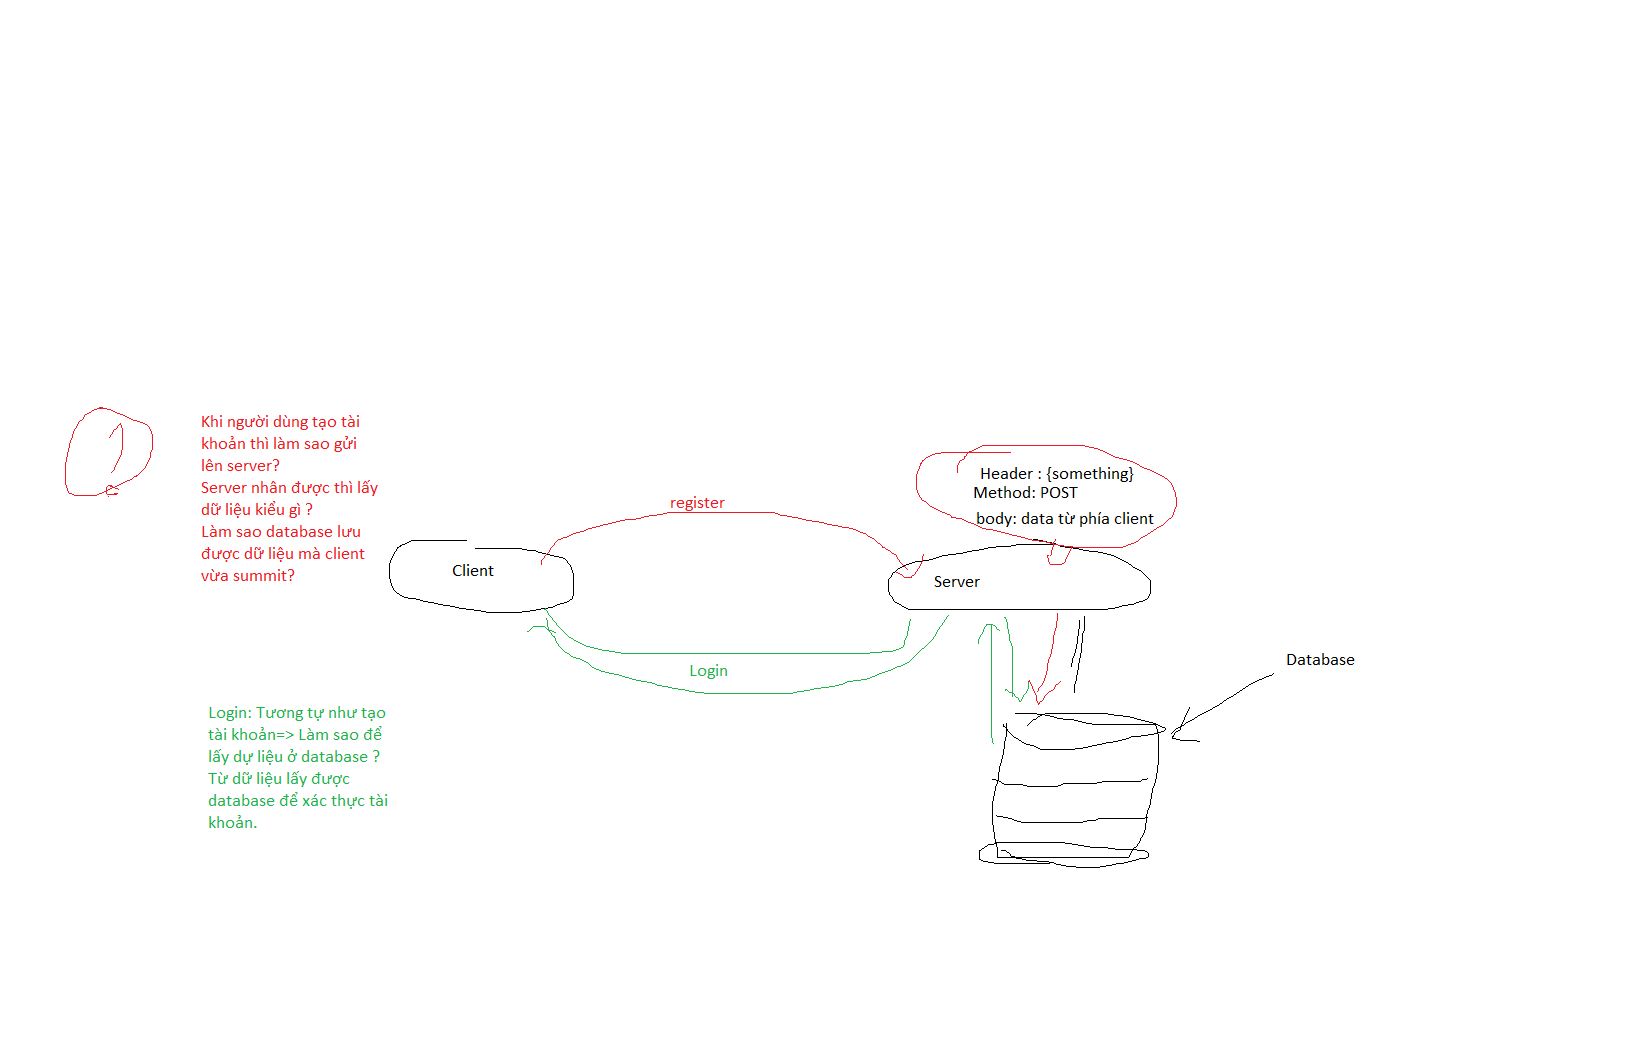 Khi người dùng tạo tài
khoản thì làm sao gửi
lên server?
Server nhân được thì lấy
dữ liệu kiểu gì ?
Làm sao database lưu
được dữ liệu mà client
vừa summit?
register
Header : {something}
Method: POST
body: data từ phía client
Client
Server
Login
Database
Login: Tương tự như tạo
tài khoản=> Làm sao để
lấy dự liệu ở database ?
Từ dữ liệu lấy được
database để xác thực tài
khoản.